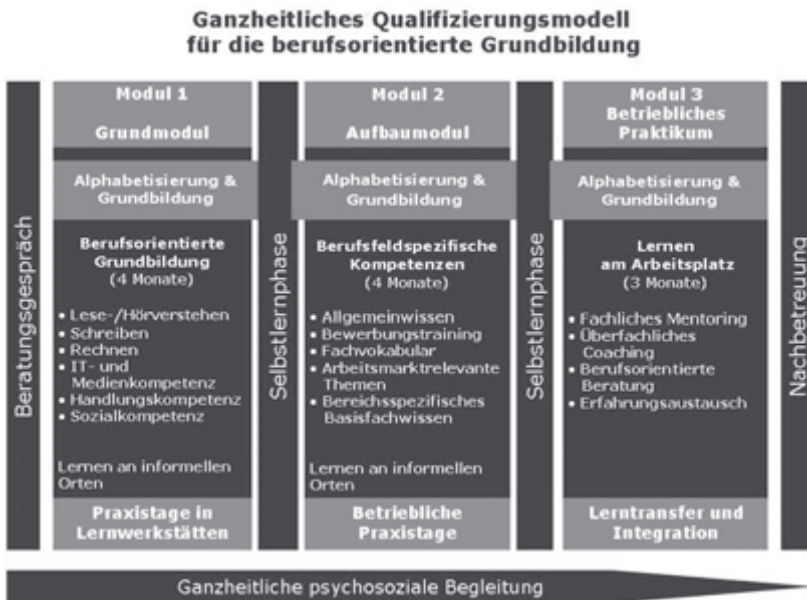 Ganzheitliches Qualifizierungsmodell
für die berufsorientierte Grundbildung
Beratungsgespräch
Modul 1
Grundmodul
Alphabetisierung &
Grundbildung
Berufsorientierte
Grundbildung
(4 Monate)
• Lese-/Hörverstehen
• Schreiben
• Rechnen
• IT- und
Medienkompetenz
• Handlungskompetenz
• Sozialkompetenz
Lernen an informellen
Orten
Praxistage in
Lernwerkstätten
Selbstlernphase
Modul 2
Aufbaumodul
Alphabetisierung &
Grundbildung
Berufsfeldspezifische
Kompetenzen
(4 Monate)
• Allgemeinwissen
• Bewerbungstraining
• Fachvokabular
• Arbeitsmarktrelevante
Themen
• Bereichsspezifisches
Basisfachwissen
Lernen an informellen
Orten
Betriebliche
Praxistage
Selbstlernphase
Modul 3
Betriebliches
Praktikum
Alphabetisierung &
Grundbildung
Lernen
am Arbeitsplatz
(3 Monate)
• Fachliches Mentoring
• Überfachliches
Coaching
• Berufsorientierte
Beratung
• Erfahrungsaustausch
Lerntransfer und
Integration
Nachbetreuung
Ganzheitliche psychosoziale Begleitung